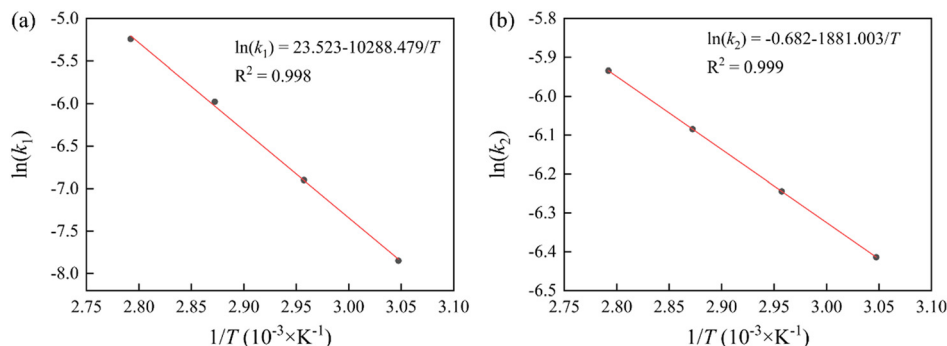 (a)
ln(k₁) = 23.523-10288.479/T
R² = 0.998
ln(k₁)
-5.0
-5.5
-6.0
-6.5
-7.0
-7.5
-8.0
2.75 2.80 2.85 2.90 2.95 3.00 3.05 3.10
1/T (10⁻³×K⁻¹)
(b)
ln(k₂) = -0.682-1881.003/T
R² = 0.999
ln(k₂)
-5.8
-5.9
-6.0
-6.1
-6.2
-6.3
-6.4
-6.5
2.75 2.80 2.85 2.90 2.95 3.00 3.05 3.10
1/T (10⁻³×K⁻¹)